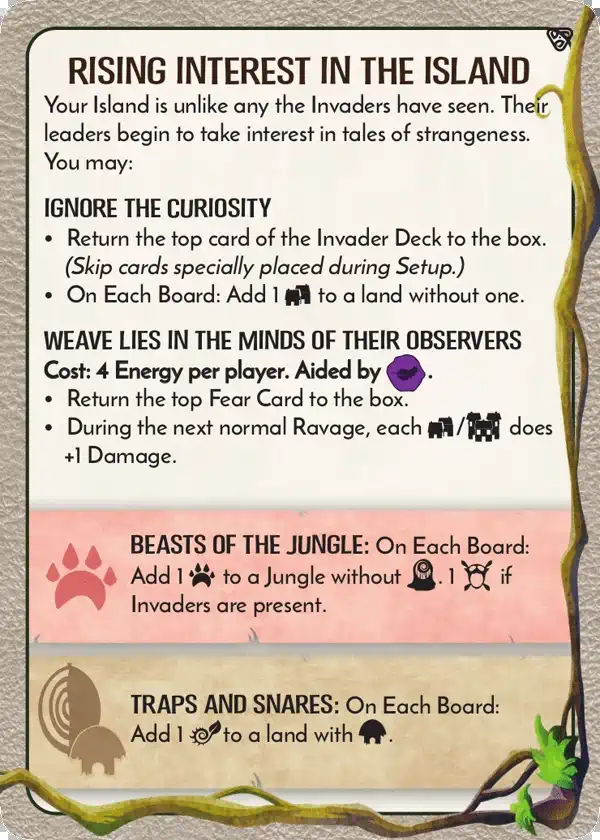 RISING INTEREST IN THE ISLAND
Your Island is unlike any the Invaders have seen. Their
leaders begin to take interest in tales of strangeness.
You may:
IGNORE THE CURIOSITY
• Return the top card of the Invader Deck to the box.
(Skip cards specially placed during Setup.)
• On Each Board: Add 1 to a land without one.
WEAVE LIES IN THE MINDS OF THEIR OBSERVERS
Cost: 4 Energy per player. Aided by .
• Return the top Fear Card to the box.
• During the next normal Ravage, each / does
+1 Damage.
BEASTS OF THE JUNGLE: On Each Board:
Add 1 to a Jungle without . 1 if
Invaders are present.
TRAPS AND SNARES: On Each Board:
Add 1 to a land with .